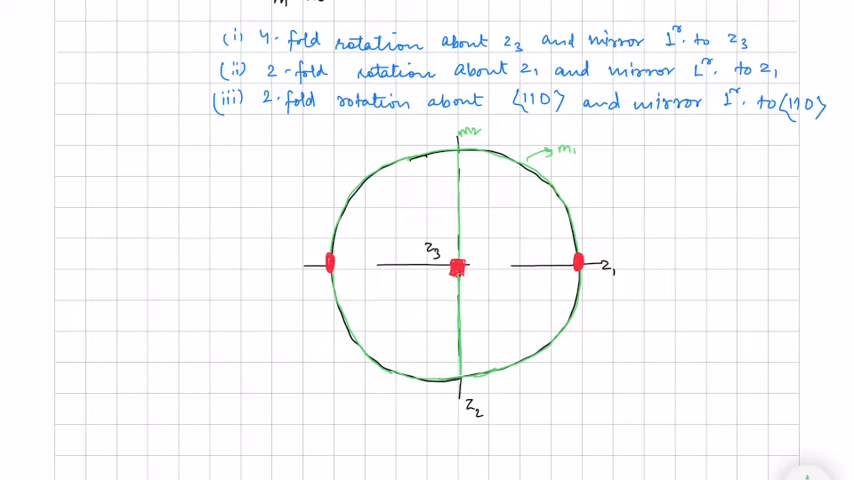 (i) 4-fold rotation about z₃ and mirror ⊥ʳ. to z₃
(ii) 2-fold rotation about z₁ and mirror ⊥ʳ. to z₁
(iii) 2-fold rotation about ⟨110⟩ and mirror ⊥ʳ. to ⟨110⟩
m₂
m₁
z₃
z₁
z₂